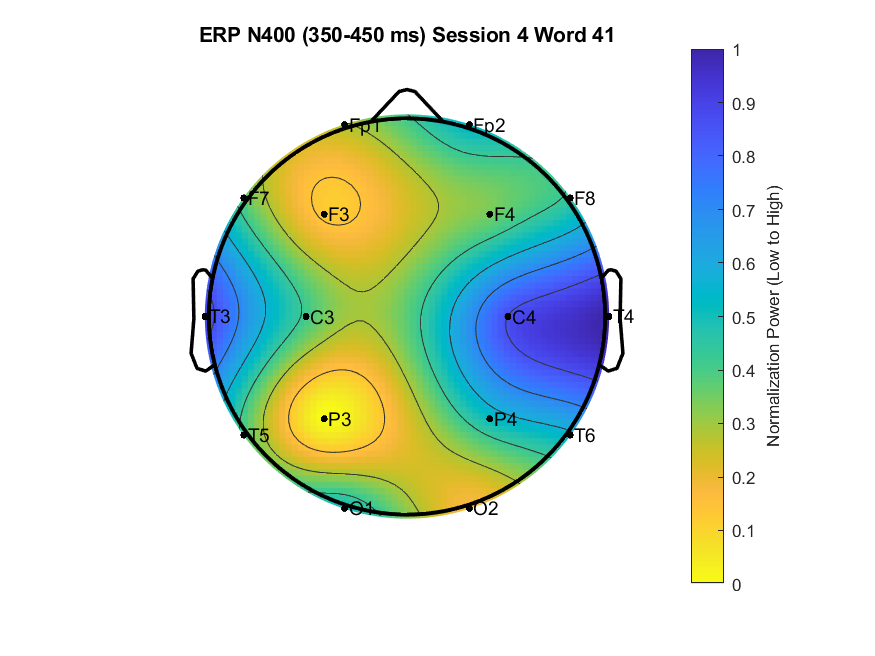 ERP N400 (350-450 ms) Session 4 Word 41
Fp1 Fp2
F7 F8
F3 F4
T3 C3 C4 T4
P3 P4
T5 T6
O1 O2
1
0.9
0.8
0.7
0.6
0.5
0.4
0.3
0.2
0.1
0
Normalization Power (Low to High)